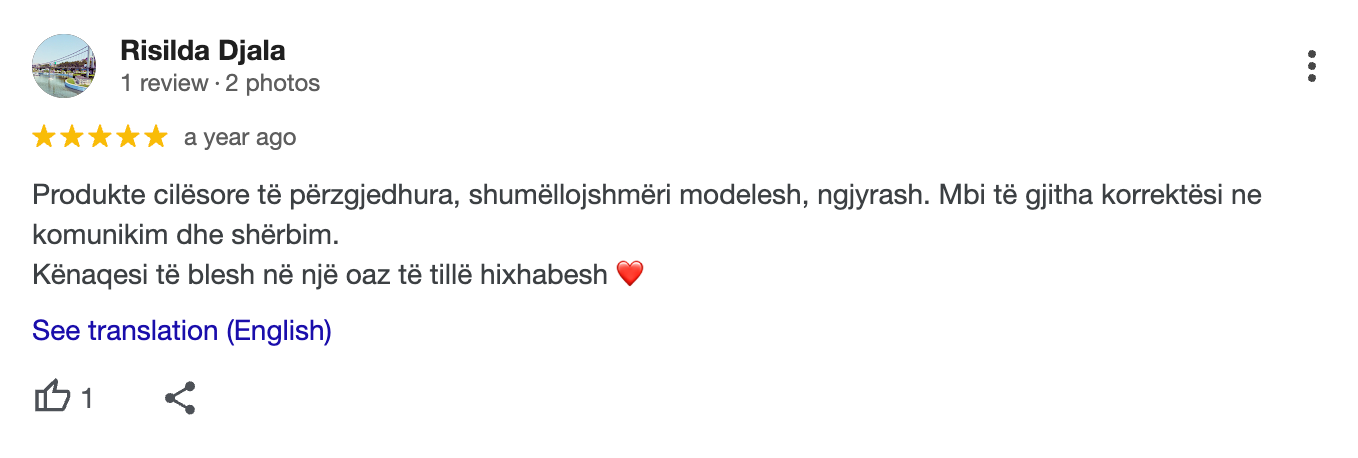 Risilda Djala
1 review · 2 photos
a year ago
Produkte cilësore të përzgjedhura, shumëllojshmëri modelesh, ngjyrash. Mbi të gjitha korrektësi ne
komunikim dhe shërbim.
Kënaqesi të blesh në një oaz të tillë hixhabesh ❤️
See translation (English)
1